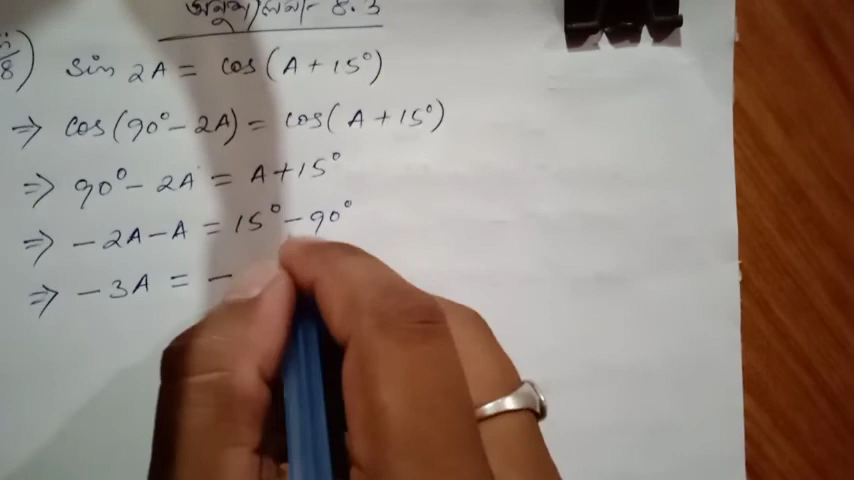 অনুশীলনী- 8.3
8) sin 2A = cos(A + 15°)
⇒ cos(90° - 2A) = cos(A + 15°)
⇒ 90° - 2A = A + 15°
⇒ - 2A - A = 15° - 90°
⇒ - 3A = -